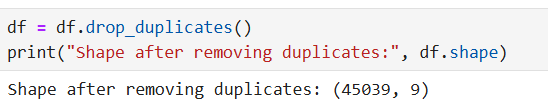 df = df.drop_duplicates()
print("Shape after removing duplicates:", df.shape)
Shape after removing duplicates: (45039, 9)